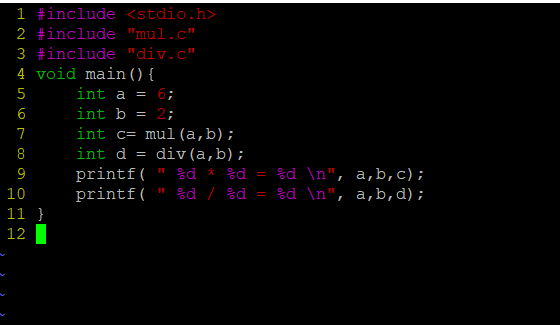 1 #include <stdio.h>
2 #include "mul.c"
3 #include "div.c"
4 void main(){
5     int a = 6;
6     int b = 2;
7     int c= mul(a,b);
8     int d = div(a,b);
9     printf( " %d * %d = %d \n", a,b,c);
10     printf( " %d / %d = %d \n", a,b,d);
11 }
12
~
~
~
~